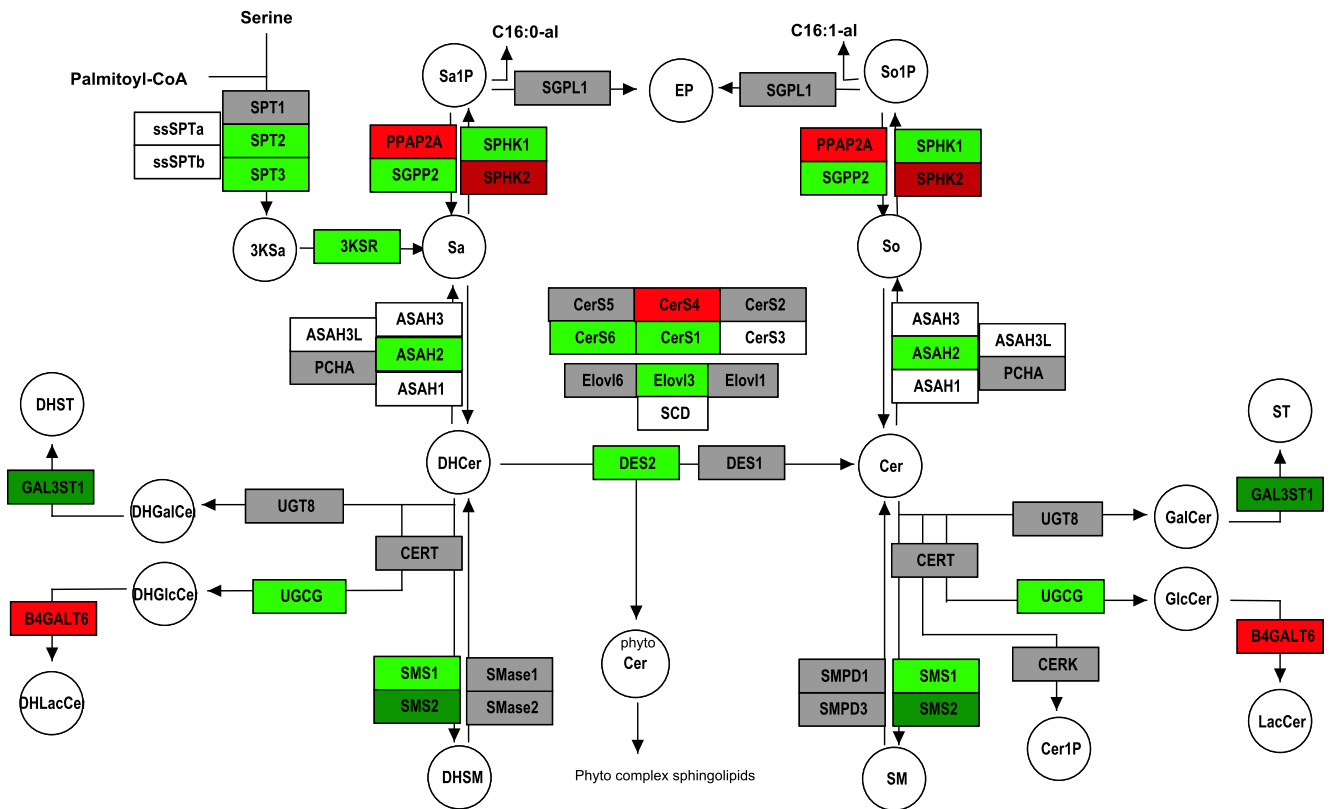 Serine
C16:0-al
C16:1-al
Palmitoyl-CoA
Sa1P
SGPL1
EP
SGPL1
So1P
SPT1
ssSPTa
SPT2
ssSPTb
SPT3
PPAP2A
SPHK1
SGPP2
SPHK2
PPAP2A
SPHK1
SGPP2
SPHK2
3KSa
3KSR
Sa
So
CerS5
CerS4
CerS2
CerS6
CerS1
CerS3
ASAH3
ASAH3L
ASAH2
PCHA
ASAH1
ASAH3
ASAH3L
ASAH2
PCHA
ASAH1
Elovl6
Elovl3
Elovl1
SCD
DHST
ST
DHCer
DES2
DES1
Cer
GAL3ST1
DHGalCe
UGT8
UGT8
GalCer
GAL3ST1
CERT
CERT
DHGlcCe
UGCG
UGCG
GlcCer
B4GALT6
B4GALT6
phyto
Cer
CERK
DHLacCer
SMS1
SMase1
SMS2
SMase2
SMPD1
SMS1
SMPD3
SMS2
LacCer
Cer1P
DHSM
Phyto complex sphingolipids
SM